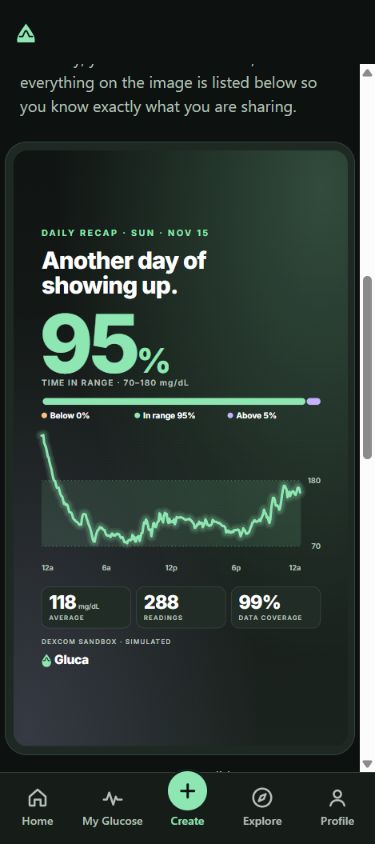 everything on the image is listed below so
you know exactly what you are sharing.
DAILY RECAP · SUN · NOV 15
Another day of
showing up.
95%
TIME IN RANGE · 70–180 mg/dL
Below 0% In range 95% Above 5%
180
70
12a 6a 12p 6p 12a
118 mg/dL 288 99%
AVERAGE READINGS DATA COVERAGE
DEXCOM SANDBOX · SIMULATED
Gluca
Home My Glucose Create Explore Profile